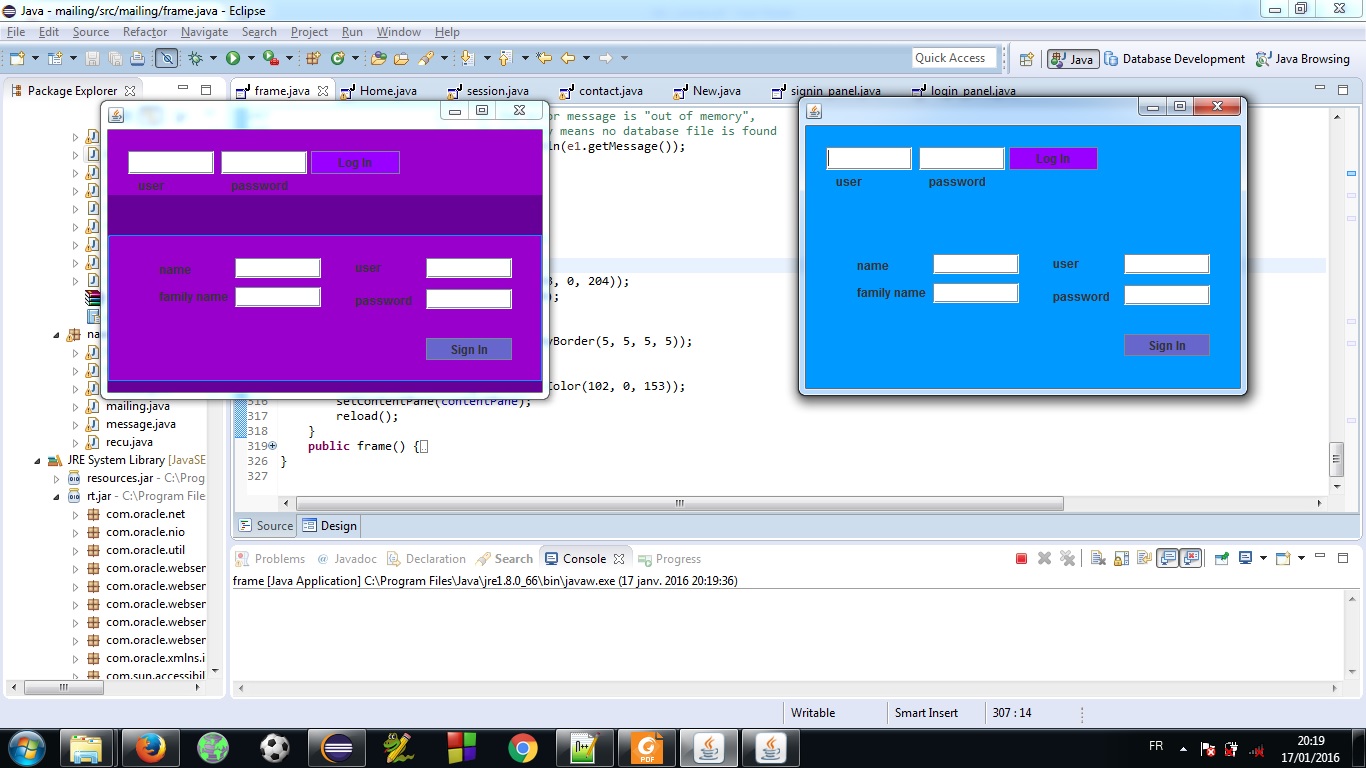 Java - mailing/src/mailing/frame.java - Eclipse
File Edit Source Refactor Navigate Search Project Run Window Help
Quick Access Java Database Development Java Browsing
Package Explorer frame.java Home.java session.java contact.java New.java signin_panel.java login_panel.java
or message is "out of memory",
means no database file is found
ln(e1.getMessage());
Log In
user password
name user
family name password
Sign In
Log In
user password
name user
family name password
Sign In
, 0, 204));
);
yBorder(5, 5, 5, 5));
Color(102, 0, 153));
na
316 setContentPane(contentPane);
mailing.java 317 reload();
message.java 318 }
recu.java 319 public frame() {
JRE System Library [JavaSE 326 }
resources.jar - C:\Prog 327
rt.jar - C:\Program File
com.oracle.net
com.oracle.nio
com.oracle.util
com.oracle.webser
com.oracle.webser
com.oracle.webser
com.oracle.webser
com.oracle.webser
com.oracle.xmlns.i
com.sun.accessibil
Source Design
Problems Javadoc Declaration Search Console Progress
frame [Java Application] C:\Program Files\Java\jre1.8.0_66\bin\javaw.exe (17 janv. 2016 20:19:36)
Writable Smart Insert 307 : 14
FR 20:19
17/01/2016